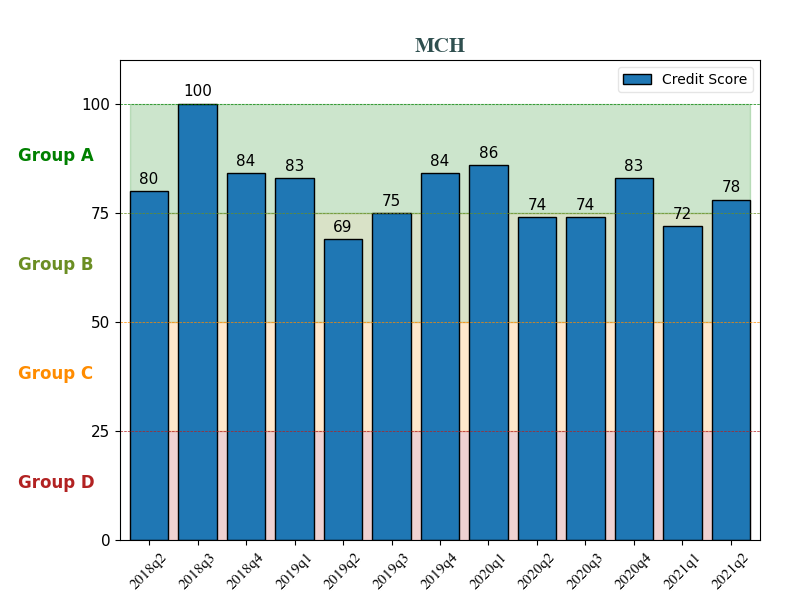 MCH
Credit Score
100
75
50
25
0
Group A
Group B
Group C
Group D
80
100
84
83
69
75
84
86
74
74
83
72
78
2018q2
2018q3
2018q4
2019q1
2019q2
2019q3
2019q4
2020q1
2020q2
2020q3
2020q4
2021q1
2021q2